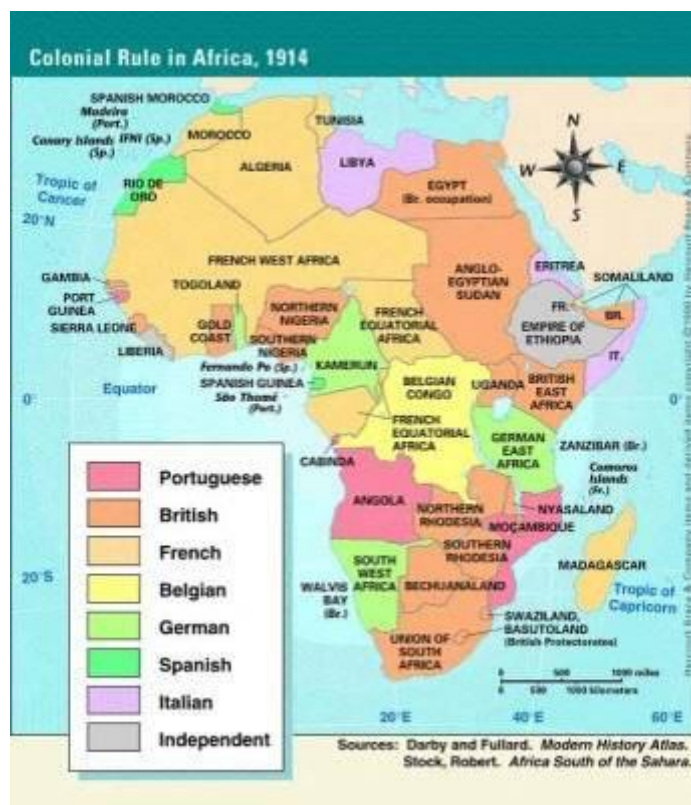 Colonial Rule in Africa, 1914
SPANISH MOROCCO
Madeira
(Port.)
Canary Islands
(Sp.)
IFNI (Sp.)
MOROCCO
TUNISIA
ALGERIA
LIBYA
EGYPT
(Br. occupation)
N
W
E
S
Tropic of
Cancer
RIO DE
ORO
20°N
FRENCH WEST AFRICA
ANGLO-
EGYPTIAN
SUDAN
ERITREA
SOMALILAND
FR.
BR.
IT.
EMPIRE OF
ETHIOPIA
GAMBIA
PORT
GUINEA
SIERRA LEONE
LIBERIA
TOGOLAND
GOLD
COAST
NORTHERN
NIGERIA
SOUTHERN
NIGERIA
FRENCH
EQUATORIAL
AFRICA
KAMERUN
Fernando Po (Sp.)
SPANISH GUINEA
São Thomé
(Port.)
0°
Equator
BELGIAN
CONGO
UGANDA
BRITISH
EAST
AFRICA
0°
FRENCH
EQUATORIAL
AFRICA
CABINDA
GERMAN
EAST
AFRICA
ZANZIBAR (Br.)
Comoros
Islands
(Fr.)
ANGOLA
NORTHERN
RHODESIA
NYASALAND
MOÇAMBIQUE
SOUTHERN
RHODESIA
MADAGASCAR
20°S
SOUTH
WEST
AFRICA
WALVIS
BAY
(Br.)
BECHUANALAND
Tropic of
Capricorn
SWAZILAND,
BASUTOLAND
(British Protectorates)
UNION OF
SOUTH
AFRICA
0 500 1000 miles
0 500 1000 kilometers
20°E
40°E
60°E
Portuguese
British
French
Belgian
German
Spanish
Italian
Independent
Sources: Darby and Fullard. Modern History Atlas.
Stock, Robert. Africa South of the Sahara.